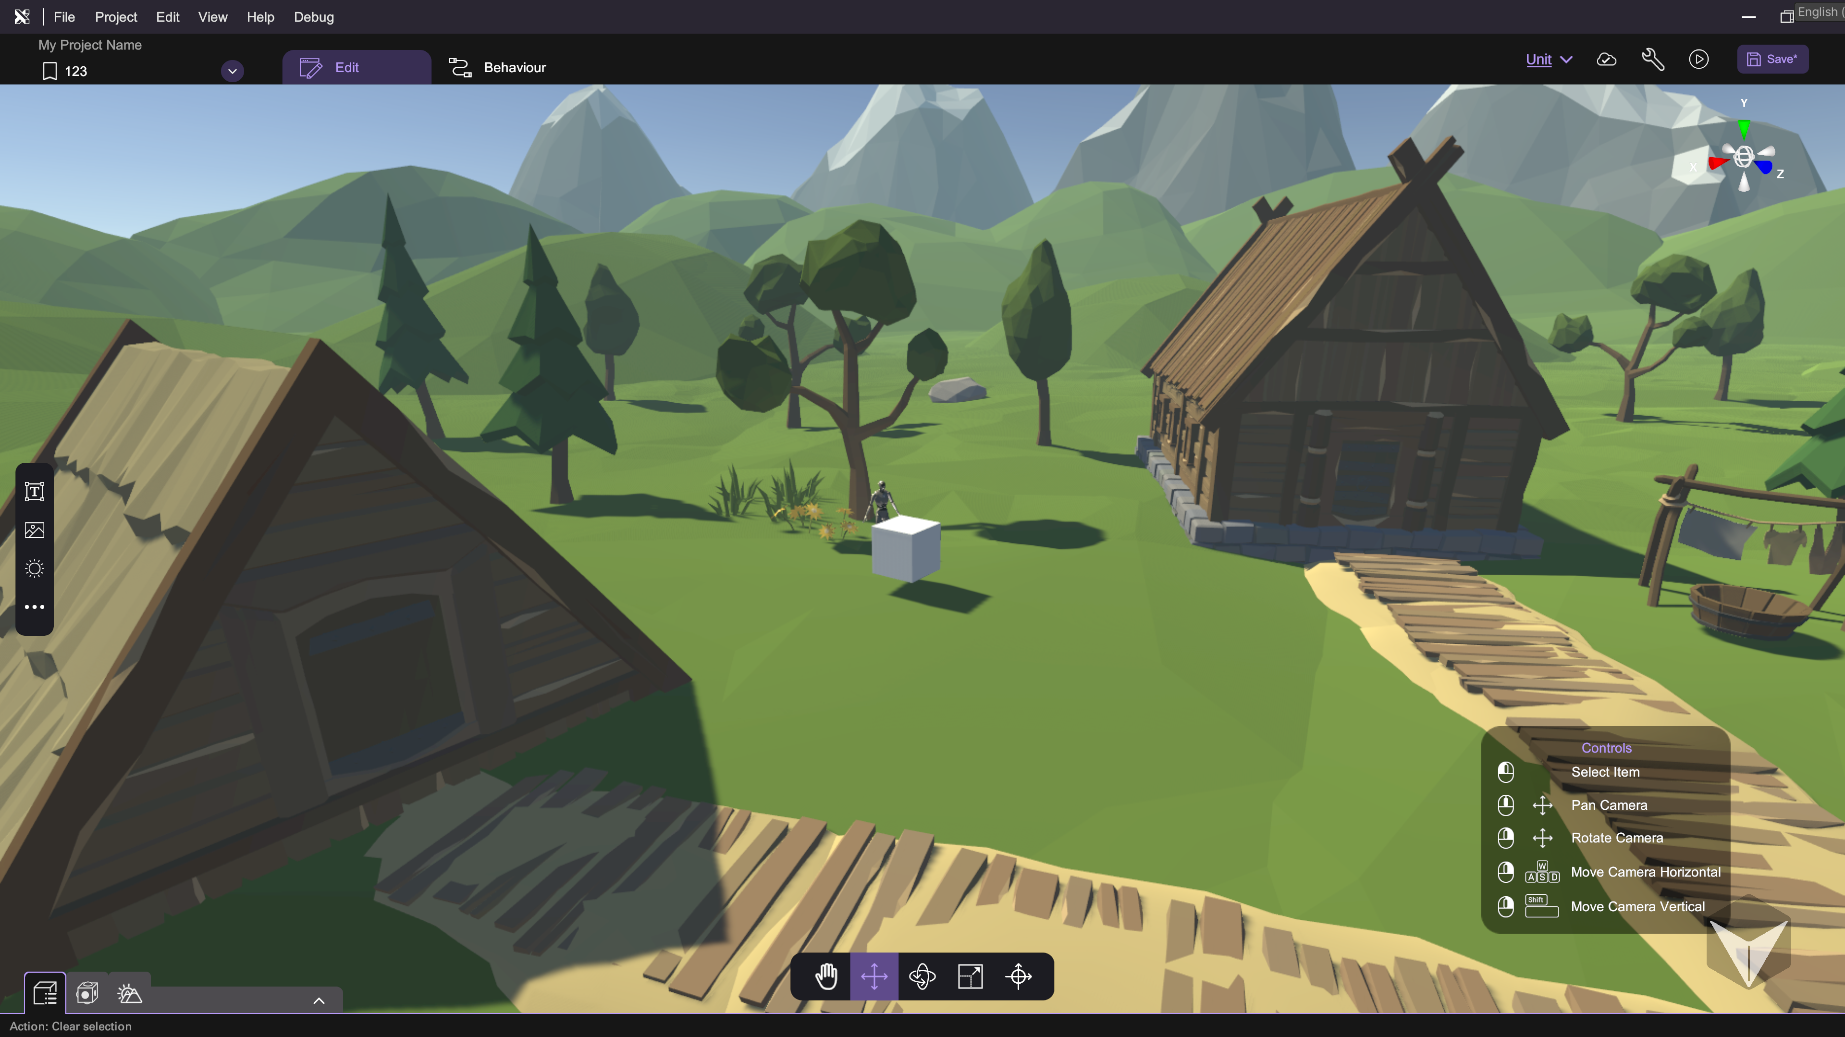 File Project Edit View Help Debug
English (
My Project Name
123
Edit
Behaviour
Unit
Save*
Y
X
Z
T
Controls
Select Item
Pan Camera
Rotate Camera
W
A S D
Move Camera Horizontal
Shift
Move Camera Vertical
Action: Clear selection